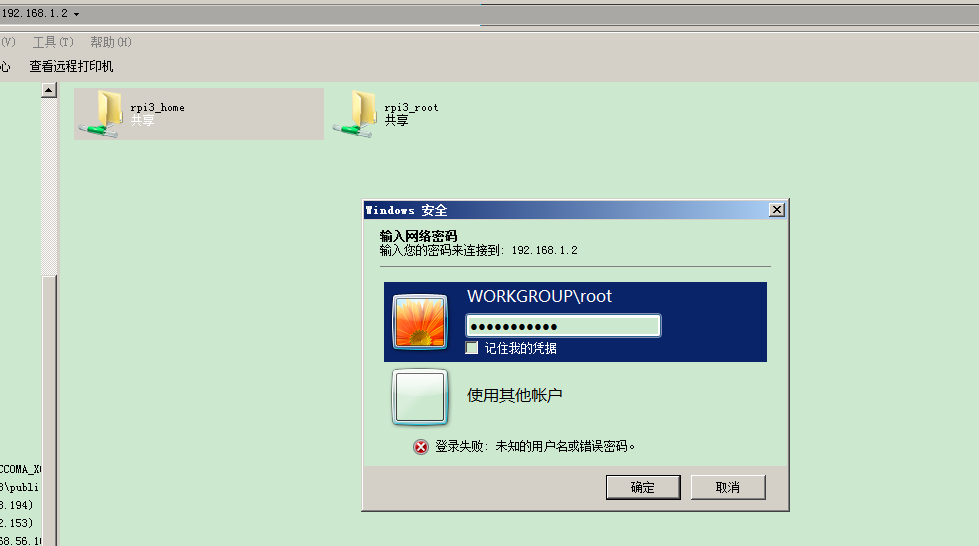 192.168.1.2
(V) 工具(T) 帮助(H)
心 查看远程打印机
rpi3_home
共享
rpi3_root
共享
Windows 安全
输入网络密码
输入您的密码来连接到: 192.168.1.2
WORKGROUP\root
●●●●●●●●●●●
记住我的凭据
使用其他帐户
登录失败: 未知的用户名或错误密码。
确定 取消
CCOMA_X
3\publi
3.194)
2.153)
68.56.1